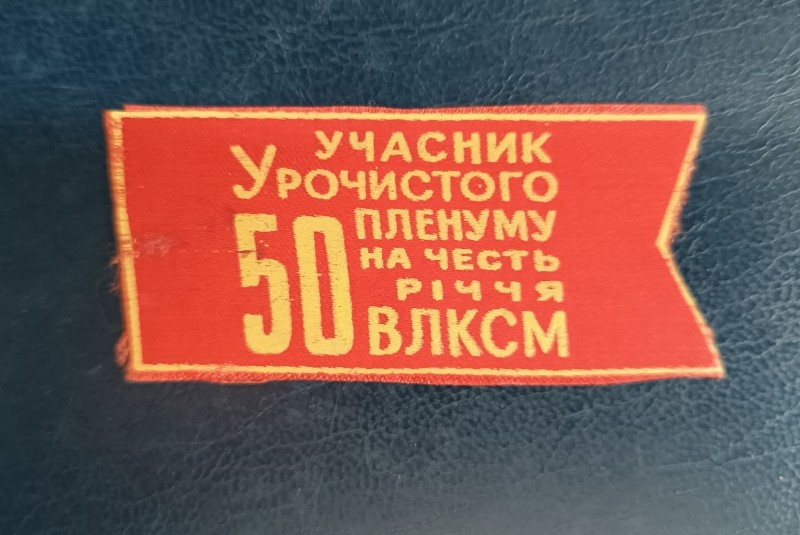 УЧАСНИК
УРОЧИСТОГО
ПЛЕНУМУ
НА ЧЕСТЬ
50 РІЧЧЯ
ВЛКСМ